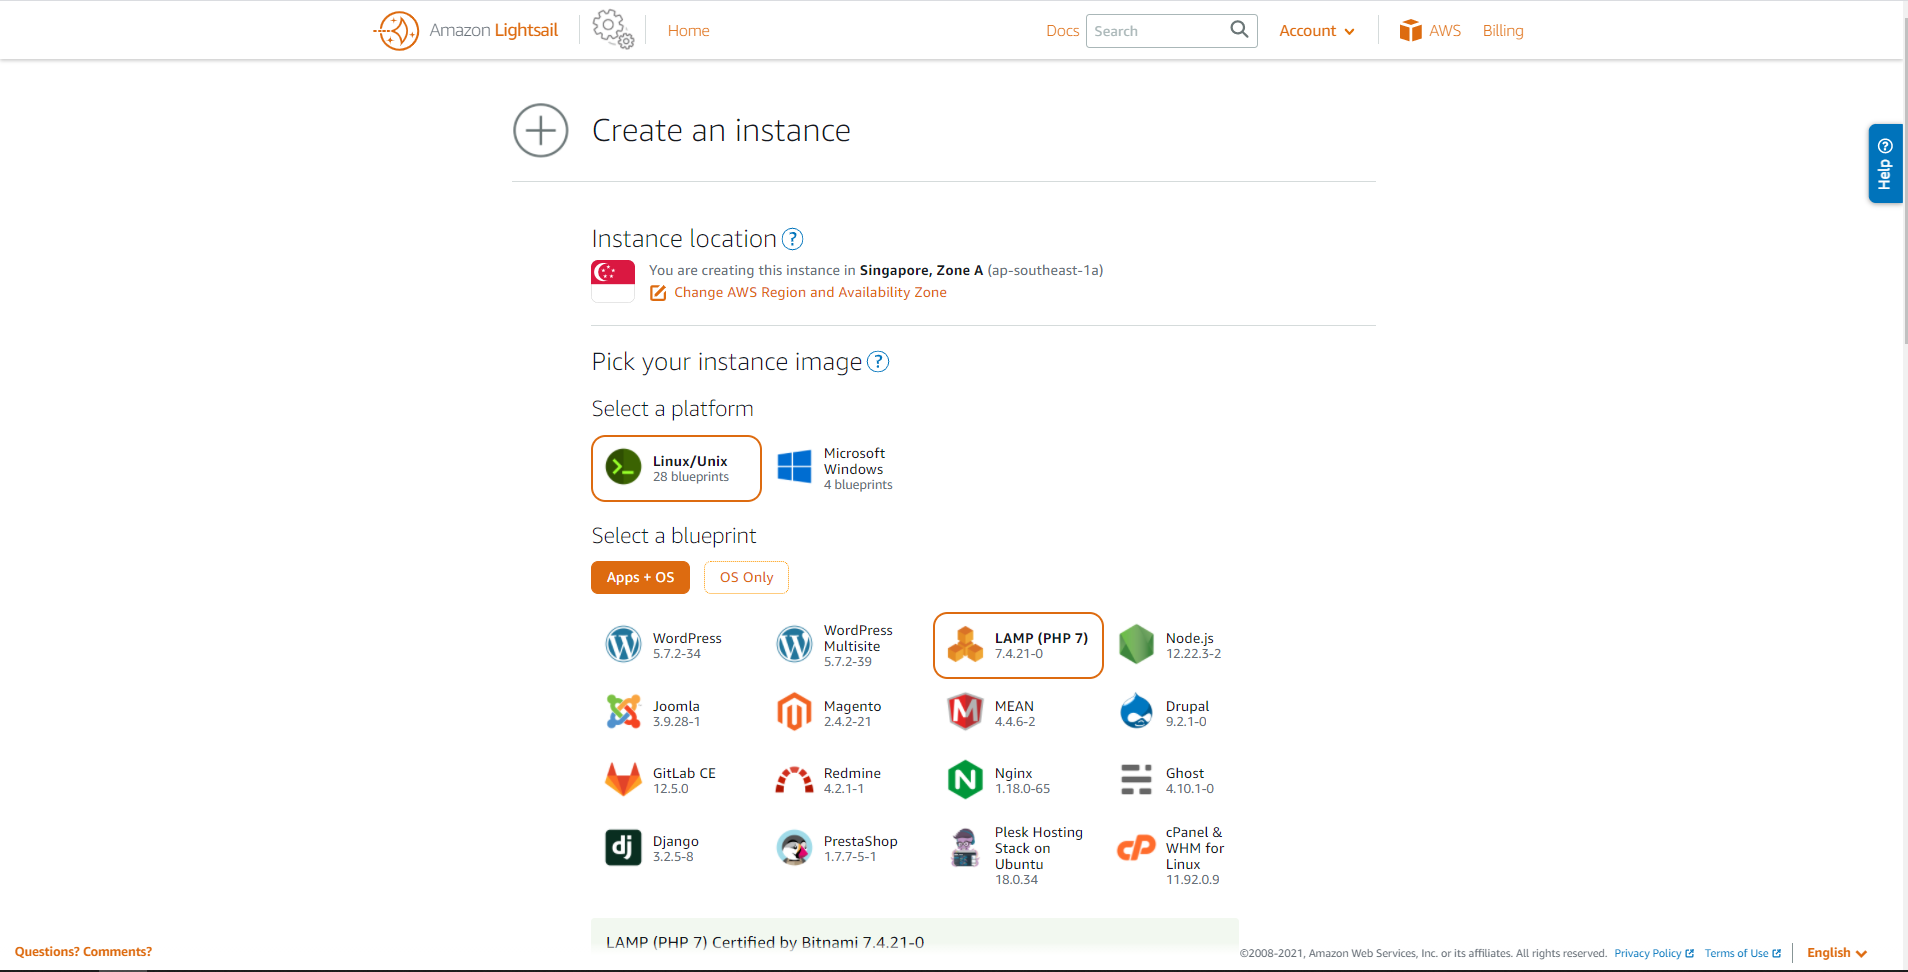 Amazon Lightsail
Home
Docs
Search
Account
AWS
Billing
Create an instance
Help ?
Instance location ?
You are creating this instance in Singapore, Zone A (ap-southeast-1a)
Change AWS Region and Availability Zone
Pick your instance image ?
Select a platform
Linux/Unix
28 blueprints
Microsoft
Windows
4 blueprints
Select a blueprint
Apps + OS
OS Only
WordPress
5.7.2-34
WordPress
Multisite
5.7.2-39
LAMP (PHP 7)
7.4.21-0
Node.js
12.22.3-2
Joomla
3.9.28-1
Magento
2.4.2-21
MEAN
4.4.6-2
Drupal
9.2.1-0
GitLab CE
12.5.0
Redmine
4.2.1-1
Nginx
1.18.0-65
Ghost
4.10.1-0
dj
Django
3.2.5-8
PrestaShop
1.7.7-5-1
Plesk Hosting
Stack on
Ubuntu
18.0.34
cP
cPanel &
WHM for
Linux
11.92.0.9
LAMP (PHP 7) Certified by Bitnami 7.4.21-0
Questions? Comments?
©2008-2021, Amazon Web Services, Inc. or its affiliates. All rights reserved.
Privacy Policy
Terms of Use
English